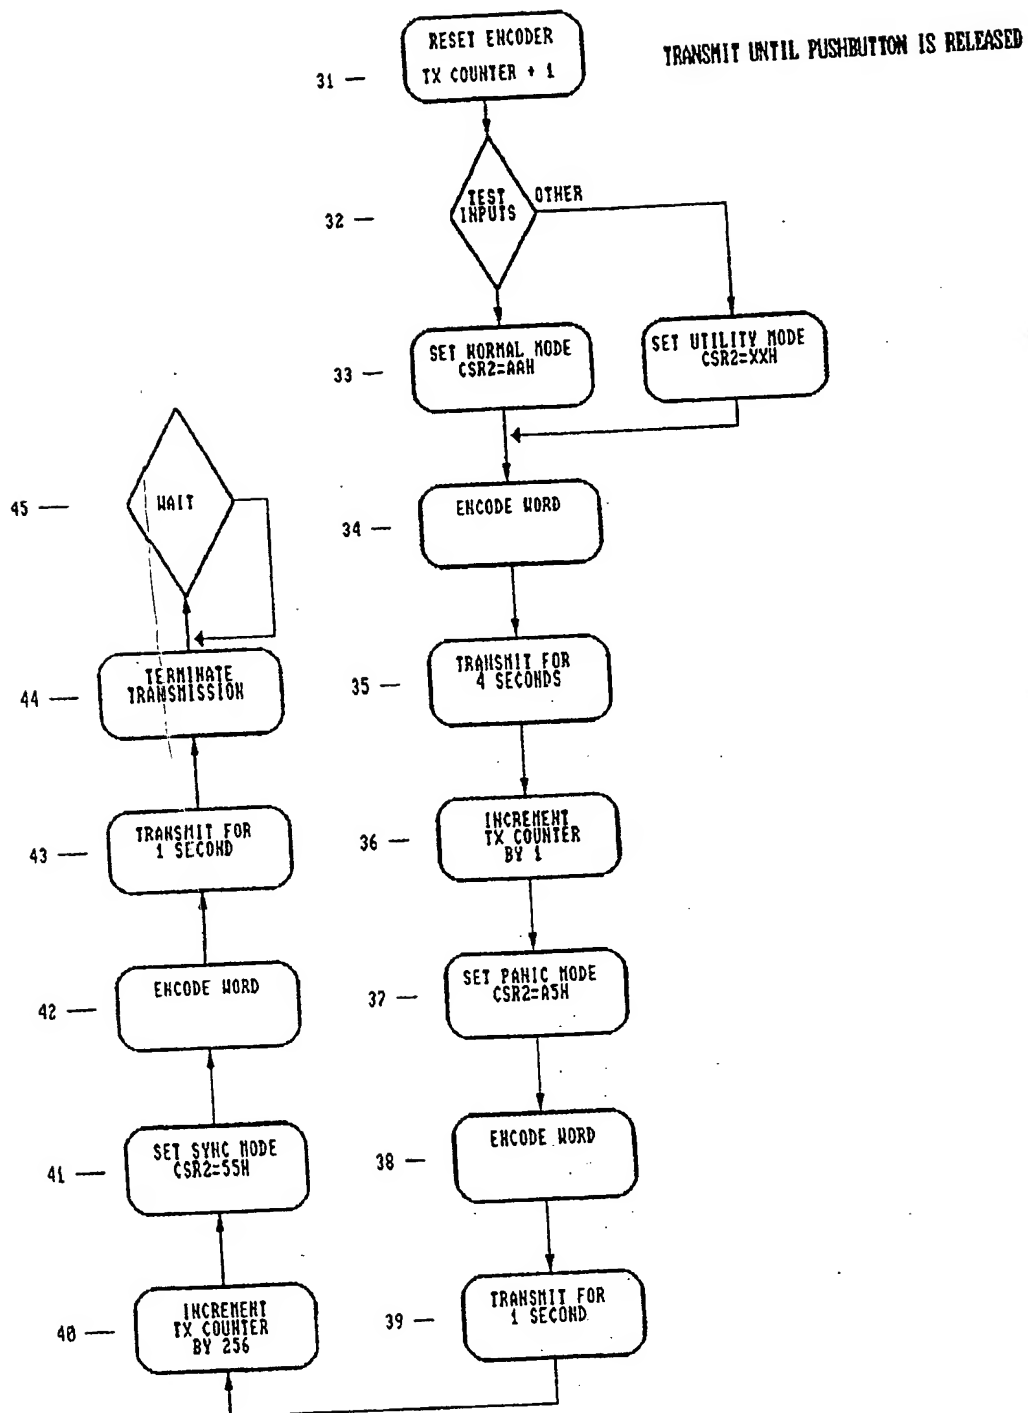 RESET ENCODER
TX COUNTER + 1
TRANSMIT UNTIL PUSHBUTTON IS RELEASED
31 —
TEST
INPUTS
OTHER
32 —
SET NORMAL MODE
CSR2=AAH
33 —
SET UTILITY MODE
CSR2=XXH
ENCODE WORD
34 —
TRANSMIT FOR
4 SECONDS
35 —
INCREMENT
TX COUNTER
BY 1
36 —
SET PANIC MODE
CSR2=A5H
37 —
ENCODE WORD
38 —
TRANSMIT FOR
1 SECOND
39 —
INCREMENT
TX COUNTER
BY 256
40 —
SET SYNC MODE
CSR2=55H
41 —
ENCODE WORD
42 —
TRANSMIT FOR
1 SECOND
43 —
TERMINATE
TRANSMISSION
44 —
WAIT
45 —